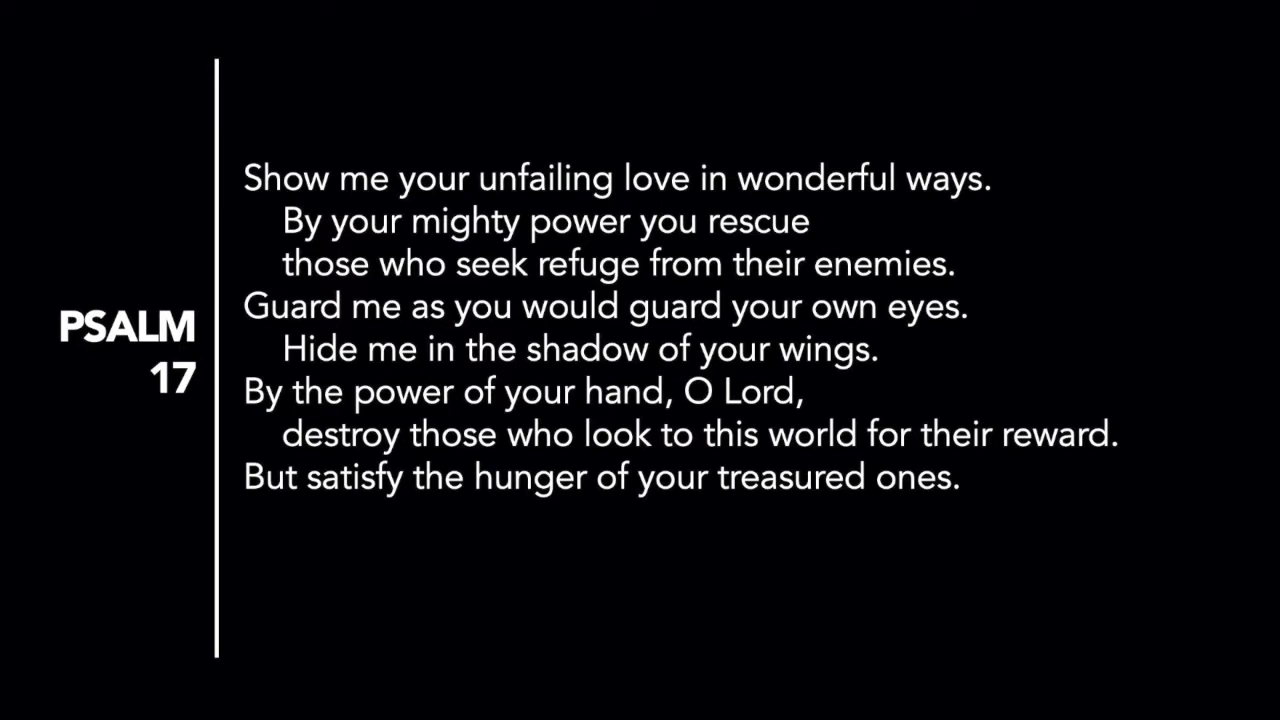 PSALM
17
Show me your unfailing love in wonderful ways.
By your mighty power you rescue
those who seek refuge from their enemies.
Guard me as you would guard your own eyes.
Hide me in the shadow of your wings.
By the power of your hand, O Lord,
destroy those who look to this world for their reward.
But satisfy the hunger of your treasured ones.